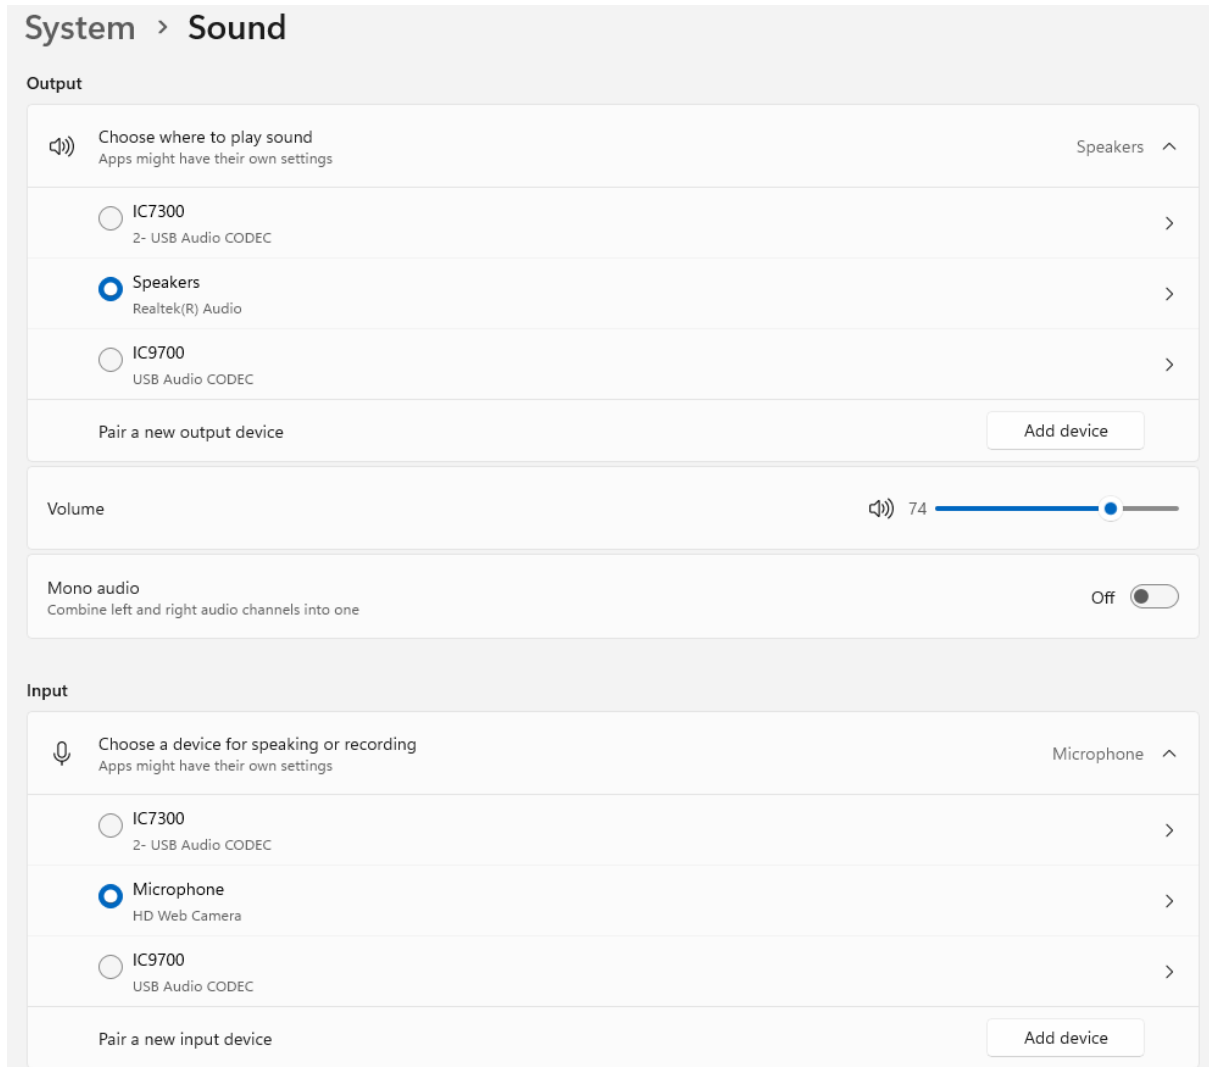 System > Sound
Output
Choose where to play sound
Apps might have their own settings
Speakers
IC7300
2- USB Audio CODEC
Speakers
Realtek(R) Audio
IC9700
USB Audio CODEC
Pair a new output device
Add device
Volume
74
Mono audio
Combine left and right audio channels into one
Off
Input
Choose a device for speaking or recording
Apps might have their own settings
Microphone
IC7300
2- USB Audio CODEC
Microphone
HD Web Camera
IC9700
USB Audio CODEC
Pair a new input device
Add device